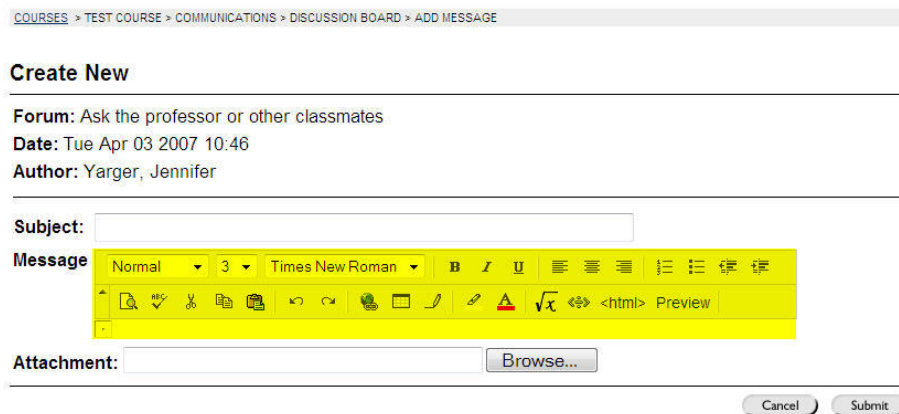 COURSES > TEST COURSE > COMMUNICATIONS > DISCUSSION BOARD > ADD MESSAGE
Create New
Forum: Ask the professor or other classmates
Date: Tue Apr 03 2007 10:46
Author: Yarger, Jennifer
Subject:
Message
Normal 3 Times New Roman B I U
ABC A √x <html> Preview
Attachment: Browse...
Cancel Submit